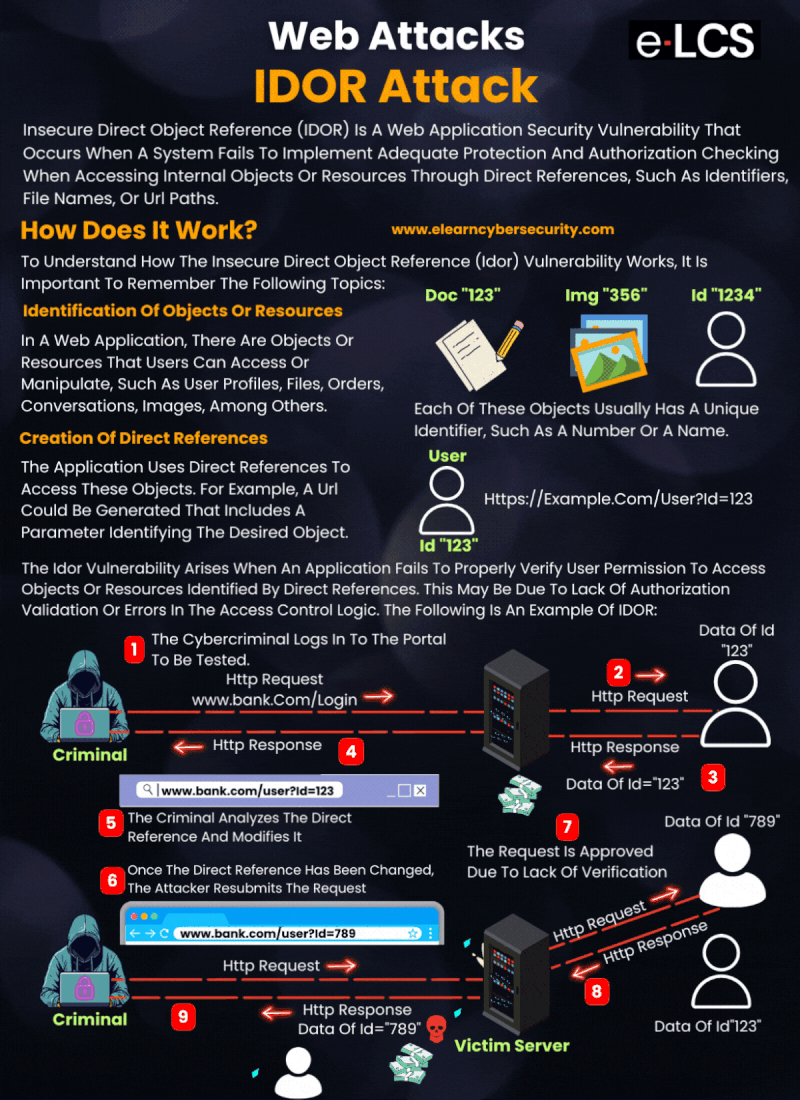 Web Attacks
e-LCS
IDOR Attack
Insecure Direct Object Reference (IDOR) Is A Web Application Security Vulnerability That
Occurs When A System Fails To Implement Adequate Protection And Authorization Checking
When Accessing Internal Objects Or Resources Through Direct References, Such As Identifiers,
File Names, Or Url Paths.
How Does It Work?
www.elearncybersecurity.com
To Understand How The Insecure Direct Object Reference (Idor) Vulnerability Works, It Is
Important To Remember The Following Topics:
Identification Of Objects Or Resources
In A Web Application, There Are Objects Or
Resources That Users Can Access Or
Manipulate, Such As User Profiles, Files, Orders,
Conversations, Images, Among Others.
Doc "123"
Img "356"
Id "1234"
Each Of These Objects Usually Has A Unique
Identifier, Such As A Number Or A Name.
Creation Of Direct References
The Application Uses Direct References To
Access These Objects. For Example, A Url
Could Be Generated That Includes A
Parameter Identifying The Desired Object.
User
Https://Example.Com/User?Id=123
Id "123"
The Idor Vulnerability Arises When An Application Fails To Properly Verify User Permission To Access
Objects Or Resources Identified By Direct References. This May Be Due To Lack Of Authorization
Validation Or Errors In The Access Control Logic. The Following Is An Example Of IDOR:
1
The Cybercriminal Logs In To The Portal
To Be Tested.
Http Request
www.bank.Com/Login
Criminal
Http Response
4
2
Http Request
Data Of Id
"123"
Http Response
Data Of Id="123"
3
www.bank.com/user?Id=123
5
The Criminal Analyzes The Direct
Reference And Modifies It
6
Once The Direct Reference Has Been Changed,
The Attacker Resubmits The Request
www.bank.com/user?Id=789
7
The Request Is Approved
Due To Lack Of Verification
Data Of Id "789"
Http Request
Http Response
8
Http Request
Criminal
9
Http Response
Data Of Id="789"
Victim Server
Data Of Id"123"